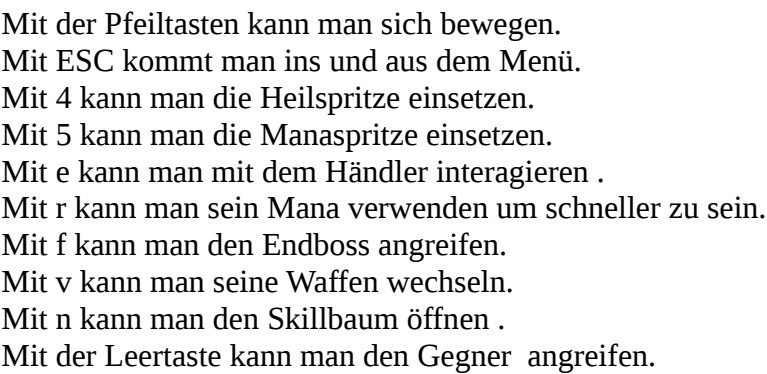 Mit der Pfeiltasten kann man sich bewegen.
Mit ESC kommt man ins und aus dem Menü.
Mit 4 kann man die Heilspritze einsetzen.
Mit 5 kann man die Manaspritze einsetzen.
Mit e kann man mit dem Händler interagieren .
Mit r kann man sein Mana verwenden um schneller zu sein.
Mit f kann man den Endboss angreifen.
Mit v kann man seine Waffen wechseln.
Mit n kann man den Skillbaum öffnen .
Mit der Leertaste kann man den Gegner  angreifen.